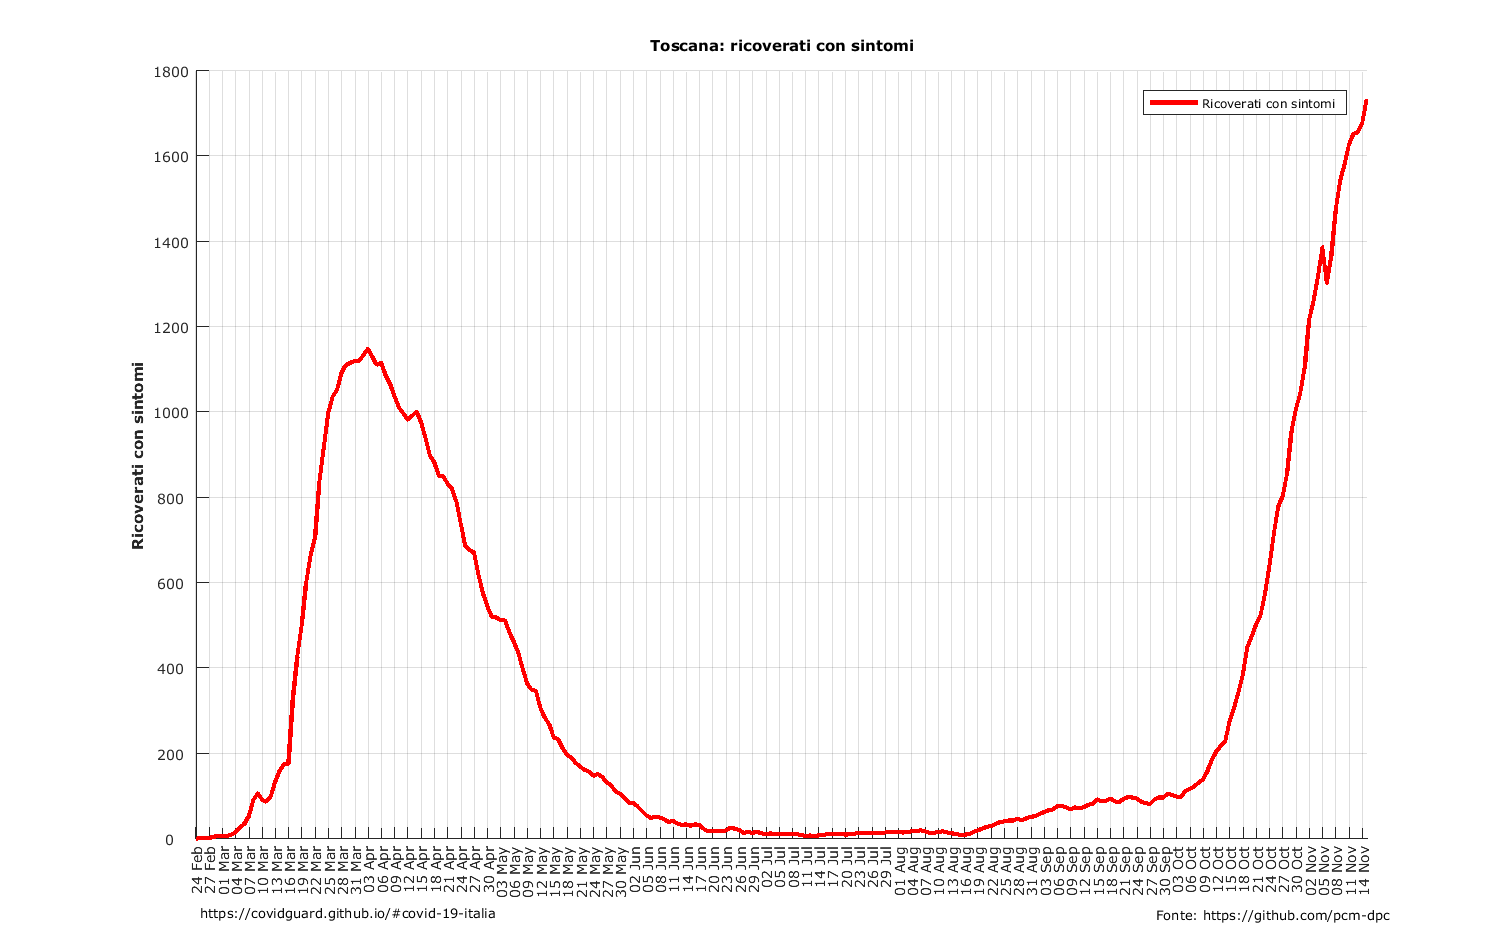 Toscana: ricoverati con sintomi
Ricoverati con sintomi
1800
1600
1400
1200
1000
800
600
400
200
0
Ricoverati con sintomi
24 Feb
27 Feb
01 Mar
04 Mar
07 Mar
10 Mar
13 Mar
16 Mar
19 Mar
22 Mar
25 Mar
28 Mar
31 Mar
03 Apr
06 Apr
09 Apr
12 Apr
15 Apr
18 Apr
21 Apr
24 Apr
27 Apr
30 Apr
03 May
06 May
09 May
12 May
15 May
18 May
21 May
24 May
27 May
30 May
02 Jun
05 Jun
08 Jun
11 Jun
14 Jun
17 Jun
20 Jun
23 Jun
26 Jun
29 Jun
02 Jul
05 Jul
08 Jul
11 Jul
14 Jul
17 Jul
20 Jul
23 Jul
26 Jul
29 Jul
01 Aug
04 Aug
07 Aug
10 Aug
13 Aug
16 Aug
19 Aug
22 Aug
25 Aug
28 Aug
31 Aug
03 Sep
06 Sep
09 Sep
12 Sep
15 Sep
18 Sep
21 Sep
24 Sep
27 Sep
30 Sep
03 Oct
06 Oct
09 Oct
12 Oct
15 Oct
18 Oct
21 Oct
24 Oct
27 Oct
30 Oct
02 Nov
05 Nov
08 Nov
11 Nov
14 Nov
https://covidguard.github.io/#covid-19-italia
Fonte: https://github.com/pcm-dpc